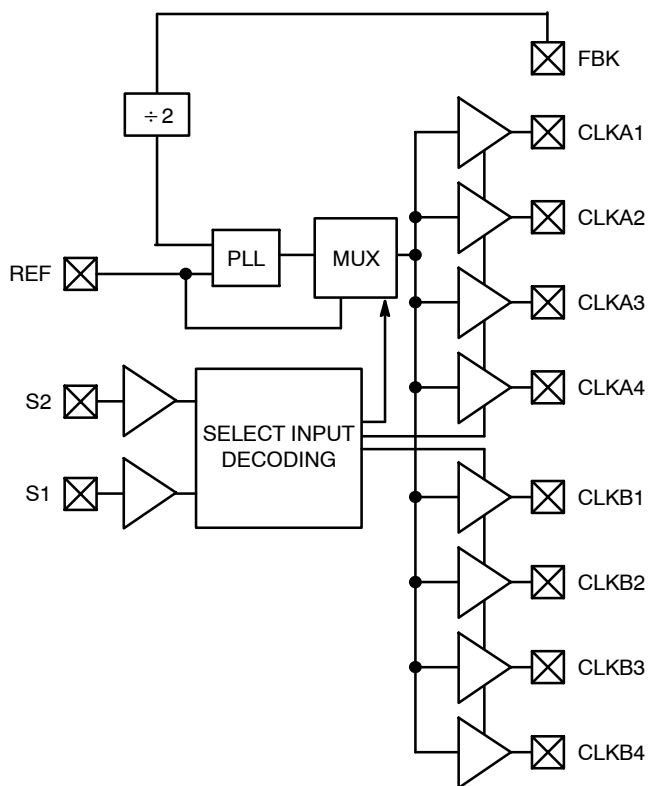 FBK
÷2
CLKA1
CLKA2
PLL
MUX
REF
CLKA3
CLKA4
S2
SELECT INPUT
DECODING
S1
CLKB1
CLKB2
CLKB3
CLKB4